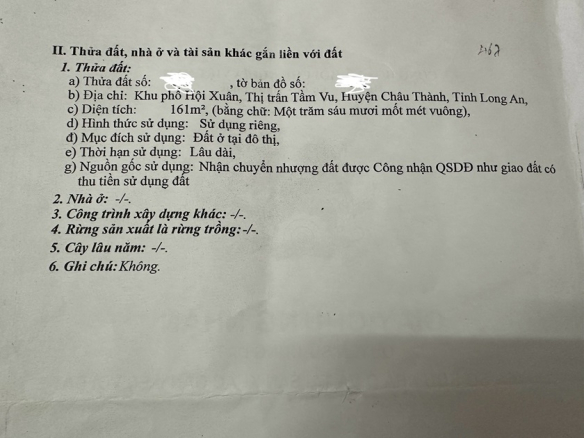 467
II. Thửa đất, nhà ở và tài sản khác gắn liền với đất
1. Thửa đất:
a) Thửa đất số: , tờ bản đồ số:
b) Địa chỉ: Khu phố Hội Xuân, Thị trấn Tầm Vu, Huyện Châu Thành, Tỉnh Long An,
c) Diện tích: 161m², (bằng chữ: Một trăm sáu mươi mốt mét vuông),
d) Hình thức sử dụng: Sử dụng riêng,
đ) Mục đích sử dụng: Đất ở tại đô thị,
e) Thời hạn sử dụng: Lâu dài,
g) Nguồn gốc sử dụng: Nhận chuyển nhượng đất được Công nhận QSDĐ như giao đất có
thu tiền sử dụng đất
2. Nhà ở: -/-.
3. Công trình xây dựng khác: -/-.
4. Rừng sản xuất là rừng trồng: -/-.
5. Cây lâu năm: -/-.
6. Ghi chú: Không.